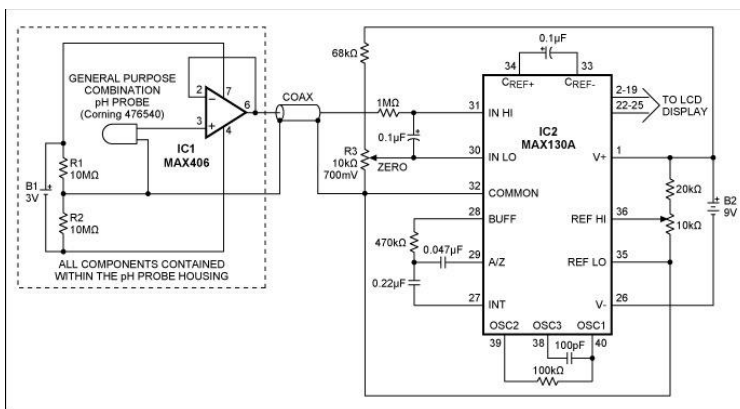 GENERAL PURPOSE
COMBINATION
pH PROBE
(Corning 476540)
2
7
6
3
4
−
+
IC1
MAX406
COAX
B1
3V
+
R1
10MΩ
R2
10MΩ
ALL COMPONENTS CONTAINED
WITHIN THE pH PROBE HOUSING
68kΩ
1MΩ
0.1µF
+
R3
10kΩ
700mV
ZERO
470kΩ
0.047µF
0.22µF
0.1µF
+
34
33
CREF+
CREF-
31
IN HI
30
IN LO
32
COMMON
28
BUFF
29
A/Z
27
INT
IC2
MAX130A
2-19
22-25
TO LCD
DISPLAY
V+
1
REF HI
36
REF LO
35
V-
26
20kΩ
10kΩ
+
B2
9V
OSC2
OSC3
OSC1
39
38
40
100pF
100kΩ